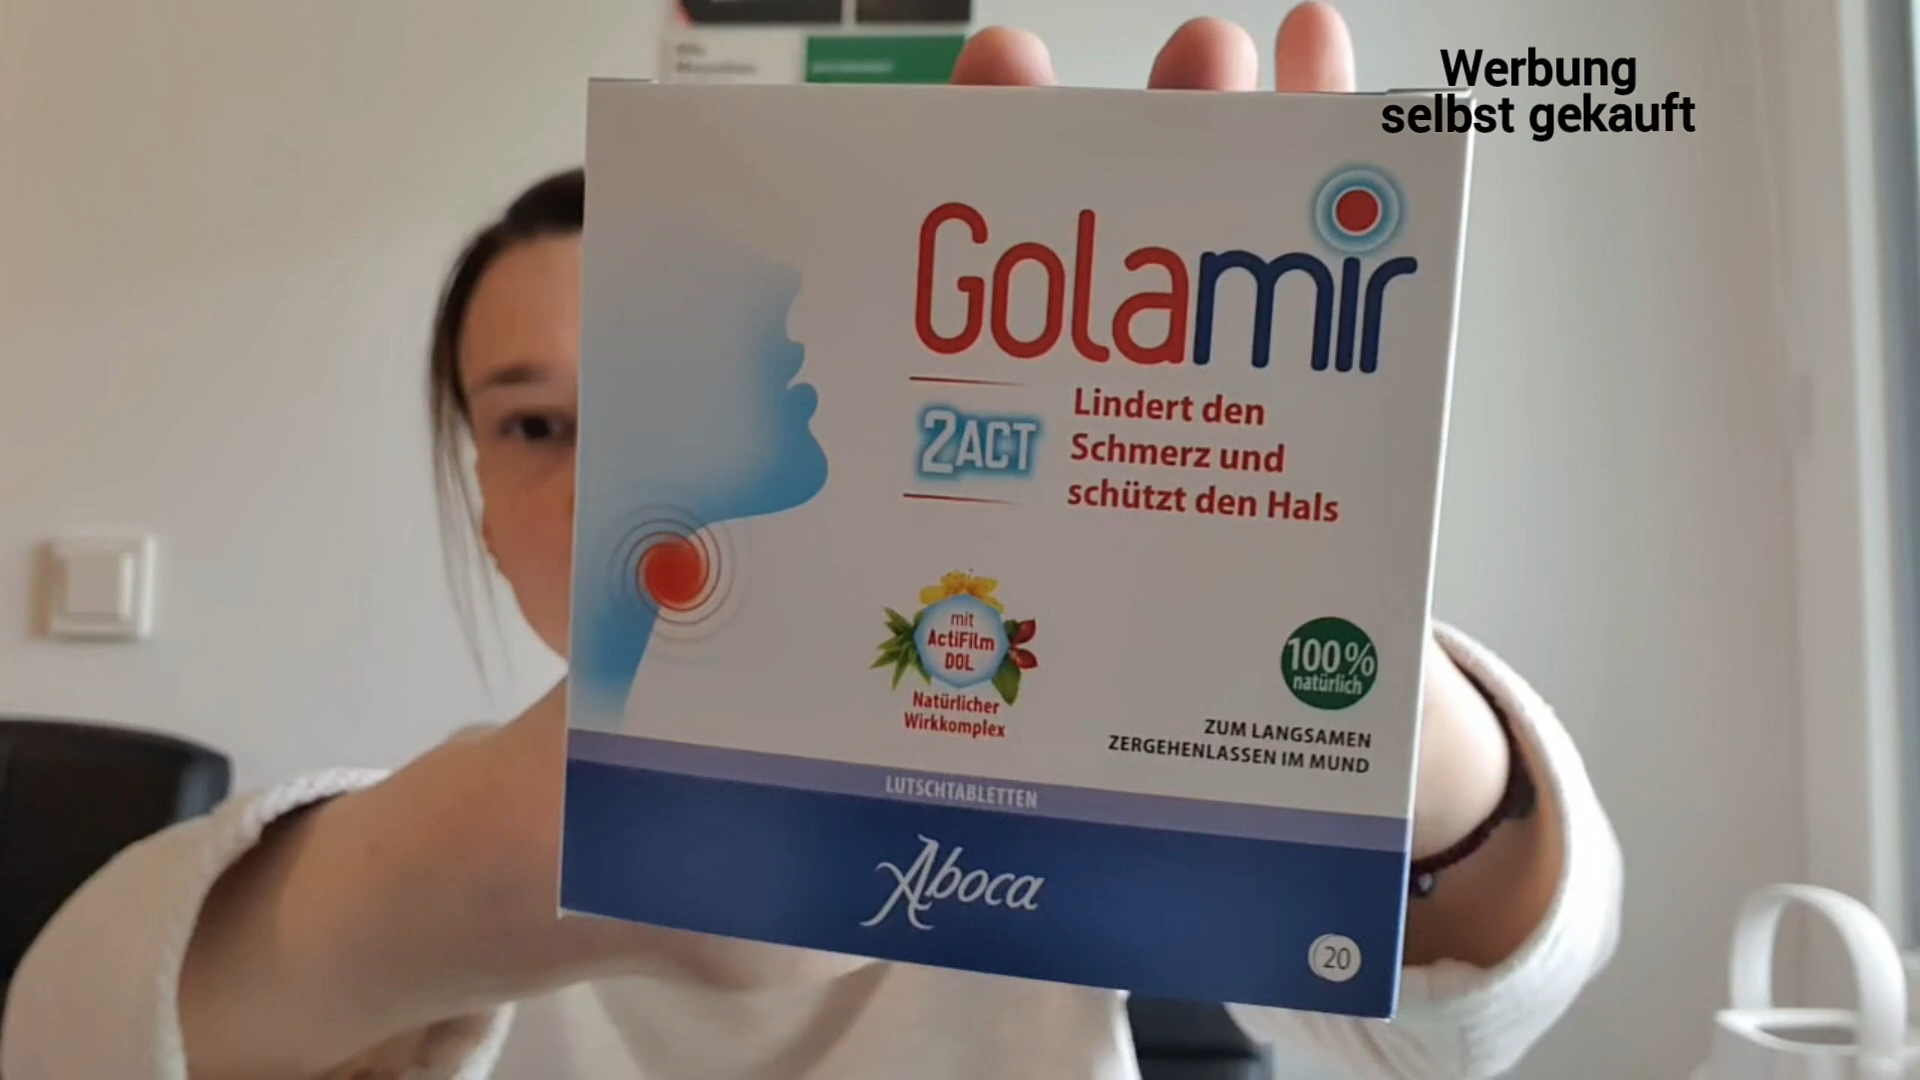 Werbung
selbst gekauft
Golamir
2ACT
Lindert den
Schmerz und
schützt den Hals
mit
ActiFilm
DOL
Natürlicher
Wirkkomplex
100%
natürlich
ZUM LANGSAMEN
ZERGEHENLASSEN IM MUND
LUTSCHTABLETTEN
Aboca
20